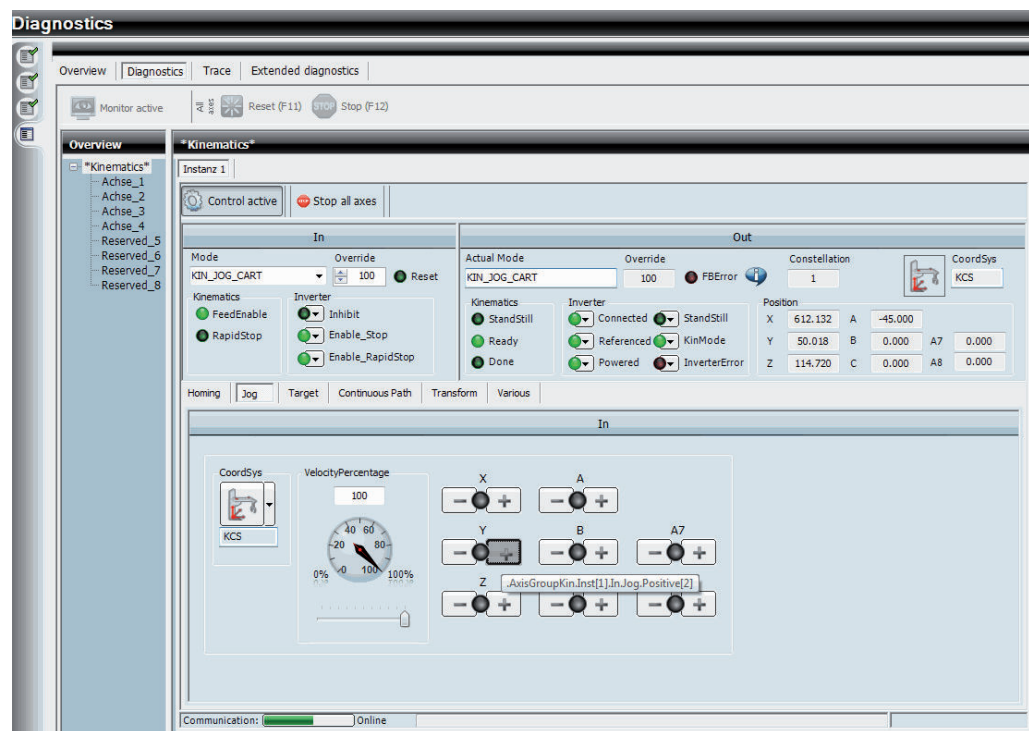 Diagnostics
Overview Diagnostics Trace Extended diagnostics
Monitor active All axes Reset (F11) STOP Stop (F12)
Overview
*Kinematics*
Achse_1
Achse_2
Achse_3
Achse_4
Reserved_5
Reserved_6
Reserved_7
Reserved_8
*Kinematics*
Instanz 1
Control active Stop all axes
In
Mode Override
KIN_JOG_CART 100 Reset
Kinematics Inverter
FeedEnable Inhibit
RapidStop Enable_Stop
Enable_RapidStop
Out
Actual Mode Override Constellation CoordSys
KIN_JOG_CART 100 FBError 1 KCS
Kinematics Inverter Position
StandStill Connected StandStill X 612.132 A -45.000
Ready Referenced KinMode Y 50.018 B 0.000 A7 0.000
Done Powered InverterError Z 114.720 C 0.000 A8 0.000
Homing Jog Target Continuous Path Transform Various
In
CoordSys VelocityPercentage
KCS
100
40 60
20 80
0 100
0% 100%
X A
- + - +
Y B A7
- + - + - +
Z .AxisGroupKin.Inst[1].In.Jog.Positive[2]
- + - + - +
Communication: Online